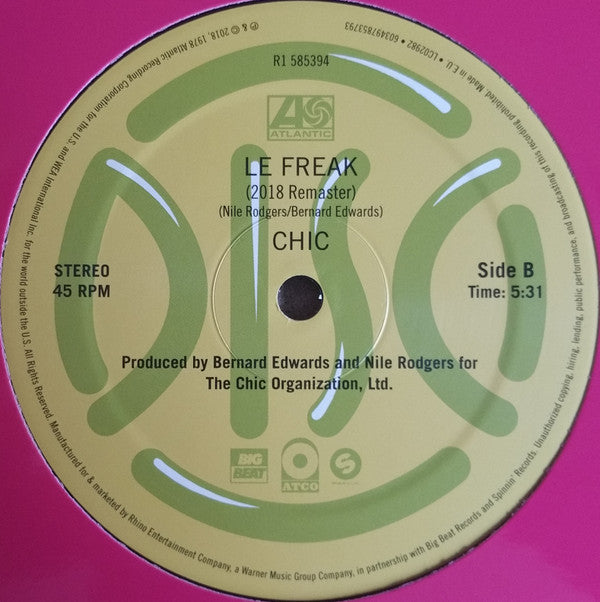 R1 585394
ATLANTIC
LE FREAK
(2018 Remaster)
(Nile Rodgers/Bernard Edwards)
CHIC
STEREO
45 RPM
Side B
Time: 5:31
Produced by Bernard Edwards and Nile Rodgers for
The Chic Organization, Ltd.
BIG
BEAT
ATCO
DISC
℗ & © 2018, 1978 Atlantic Recording Corporation for the U.S. and WEA International Inc. for the world outside the U.S. All Rights Reserved. Manufactured for & marketed by Rhino Entertainment Company, a Warner Music Group Company, in partnership with Big Beat Records and Spinnin' Records. Unauthorized copying, hiring, lending, public performance, and broadcasting of this recording prohibited. Made in E.U. • LC02982 • 603497853793